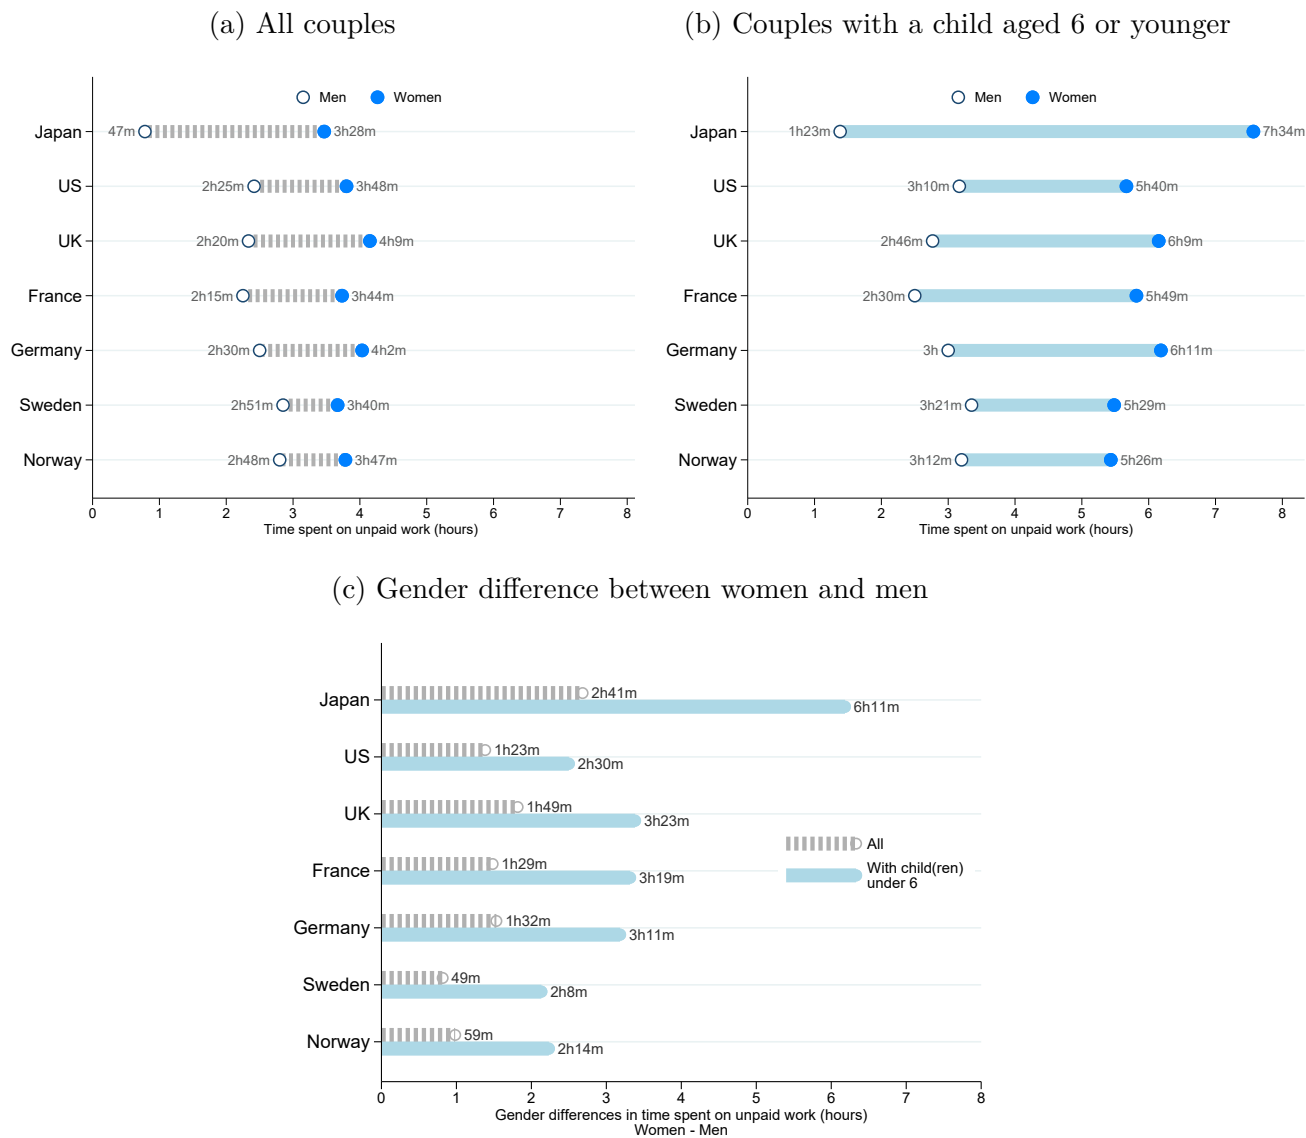 (a) All couples
Men Women
Japan 47m 3h28m
US 2h25m 3h48m
UK 2h20m 4h9m
France 2h15m 3h44m
Germany 2h30m 4h2m
Sweden 2h51m 3h40m
Norway 2h48m 3h47m
0 1 2 3 4 5 6 7 8
Time spent on unpaid work (hours)
(b) Couples with a child aged 6 or younger
Men Women
Japan 1h23m 7h34m
US 3h10m 5h40m
UK 2h46m 6h9m
France 2h30m 5h49m
Germany 3h 6h11m
Sweden 3h21m 5h29m
Norway 3h12m 5h26m
0 1 2 3 4 5 6 7 8
Time spent on unpaid work (hours)
(c) Gender difference between women and men
2h41m
Japan
6h11m
1h23m
US
2h30m
1h49m
UK
3h23m
All
1h29m
France
3h19m
With child(ren)
under 6
1h32m
Germany
3h11m
49m
Sweden
2h8m
59m
Norway
2h14m
0 1 2 3 4 5 6 7 8
Gender differences in time spent on unpaid work (hours)
Women - Men